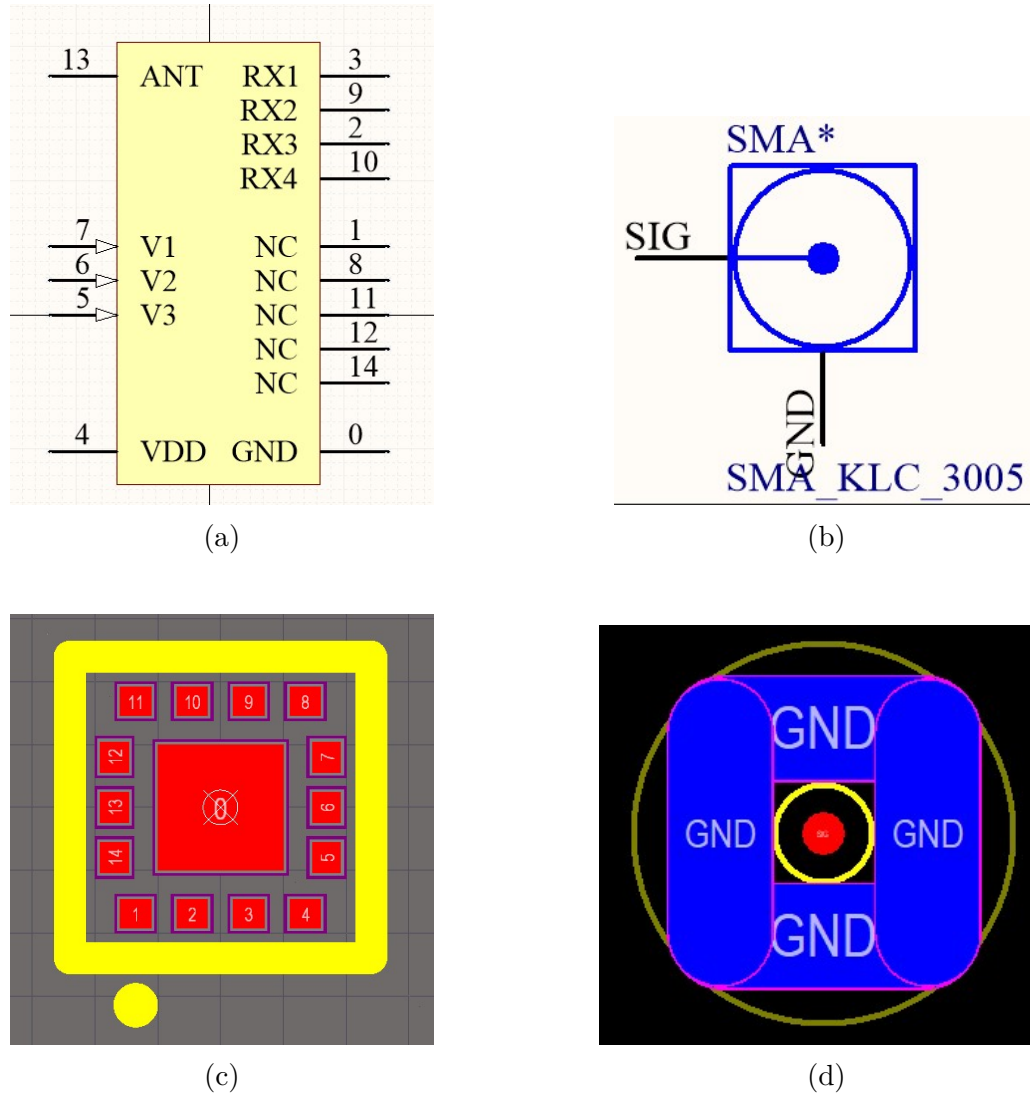 13 ANT RX1 3
RX2 9
RX3 2
RX4 10
7 V1 NC 1
6 V2 NC 8
5 V3 NC 11
NC 12
NC 14
4 VDD GND 0
(a)
SMA*
SIG
GND
SMA_KLC_3005
(b)
11 10 9 8
12 7
13 0 6
14 5
1 2 3 4
(c)
GND
GND SIG GND
GND
(d)